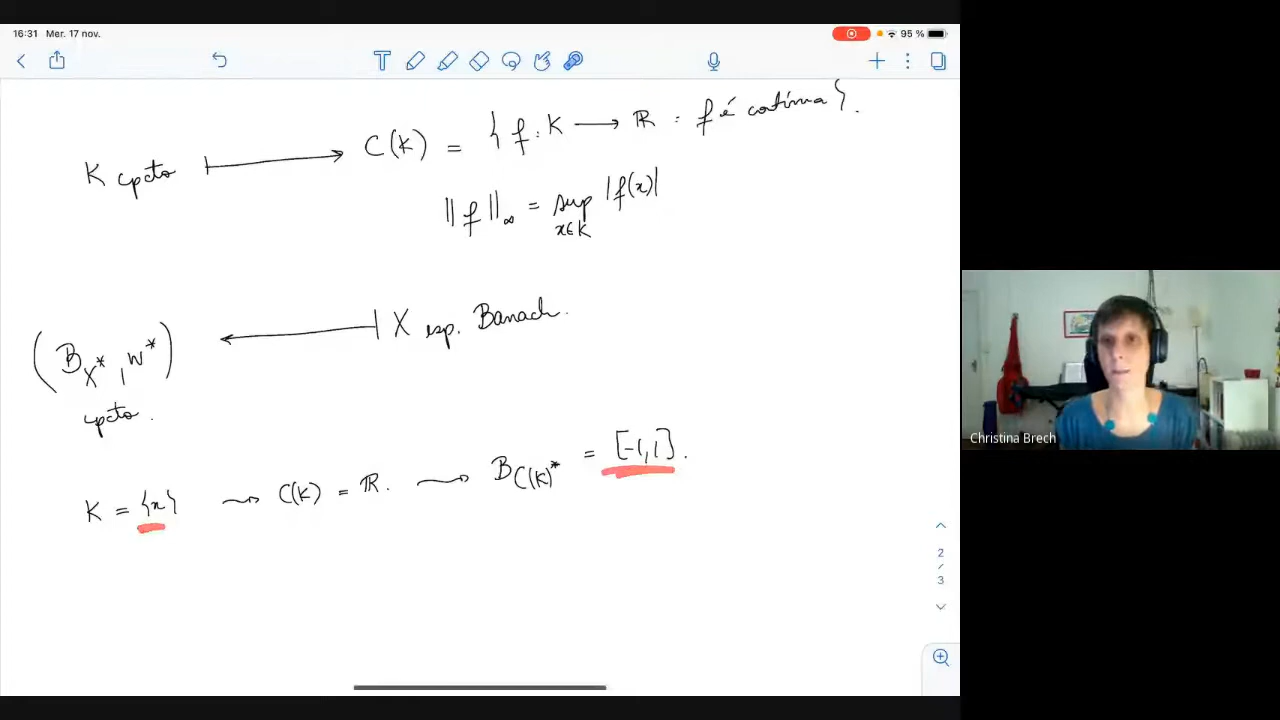 16:31 Mer. 17 nov.
95 %
K cpcto ⟼ C(K) = { f : K ⟶ ℝ : f é contínua }.
‖f‖∞ = sup |f(x)|
x∈K
(B_{X*}, w*) ⟵| X esp. Banach.
cpcto.
K = {x} ⇝ C(K) = ℝ. ⇝ B_{C(K)*} = [-1,1].
Christina Brech
2
/
3